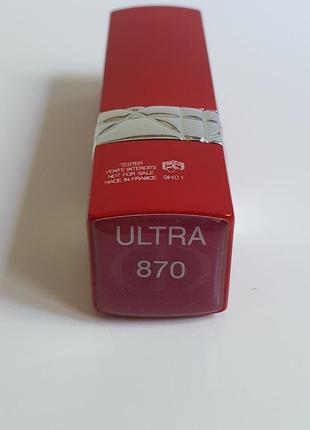 TESTER
VENTE INTERDITE
NOT FOR SALE
MADE IN FRANCE 9H01
ULTRA
870